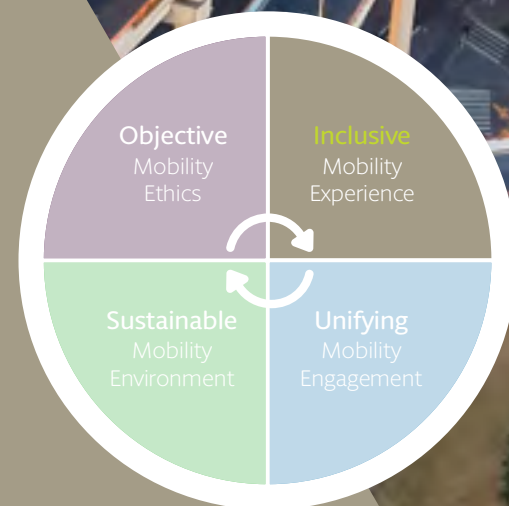 Objective
Mobility
Ethics
Inclusive
Mobility
Experience
Sustainable
Mobility
Environment
Unifying
Mobility
Engagement